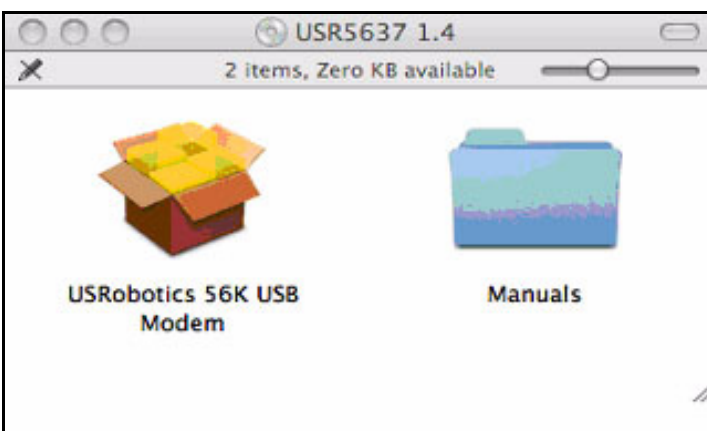 USR5637 1.4
2 items, Zero KB available
USRobotics 56K USB
Modem
Manuals